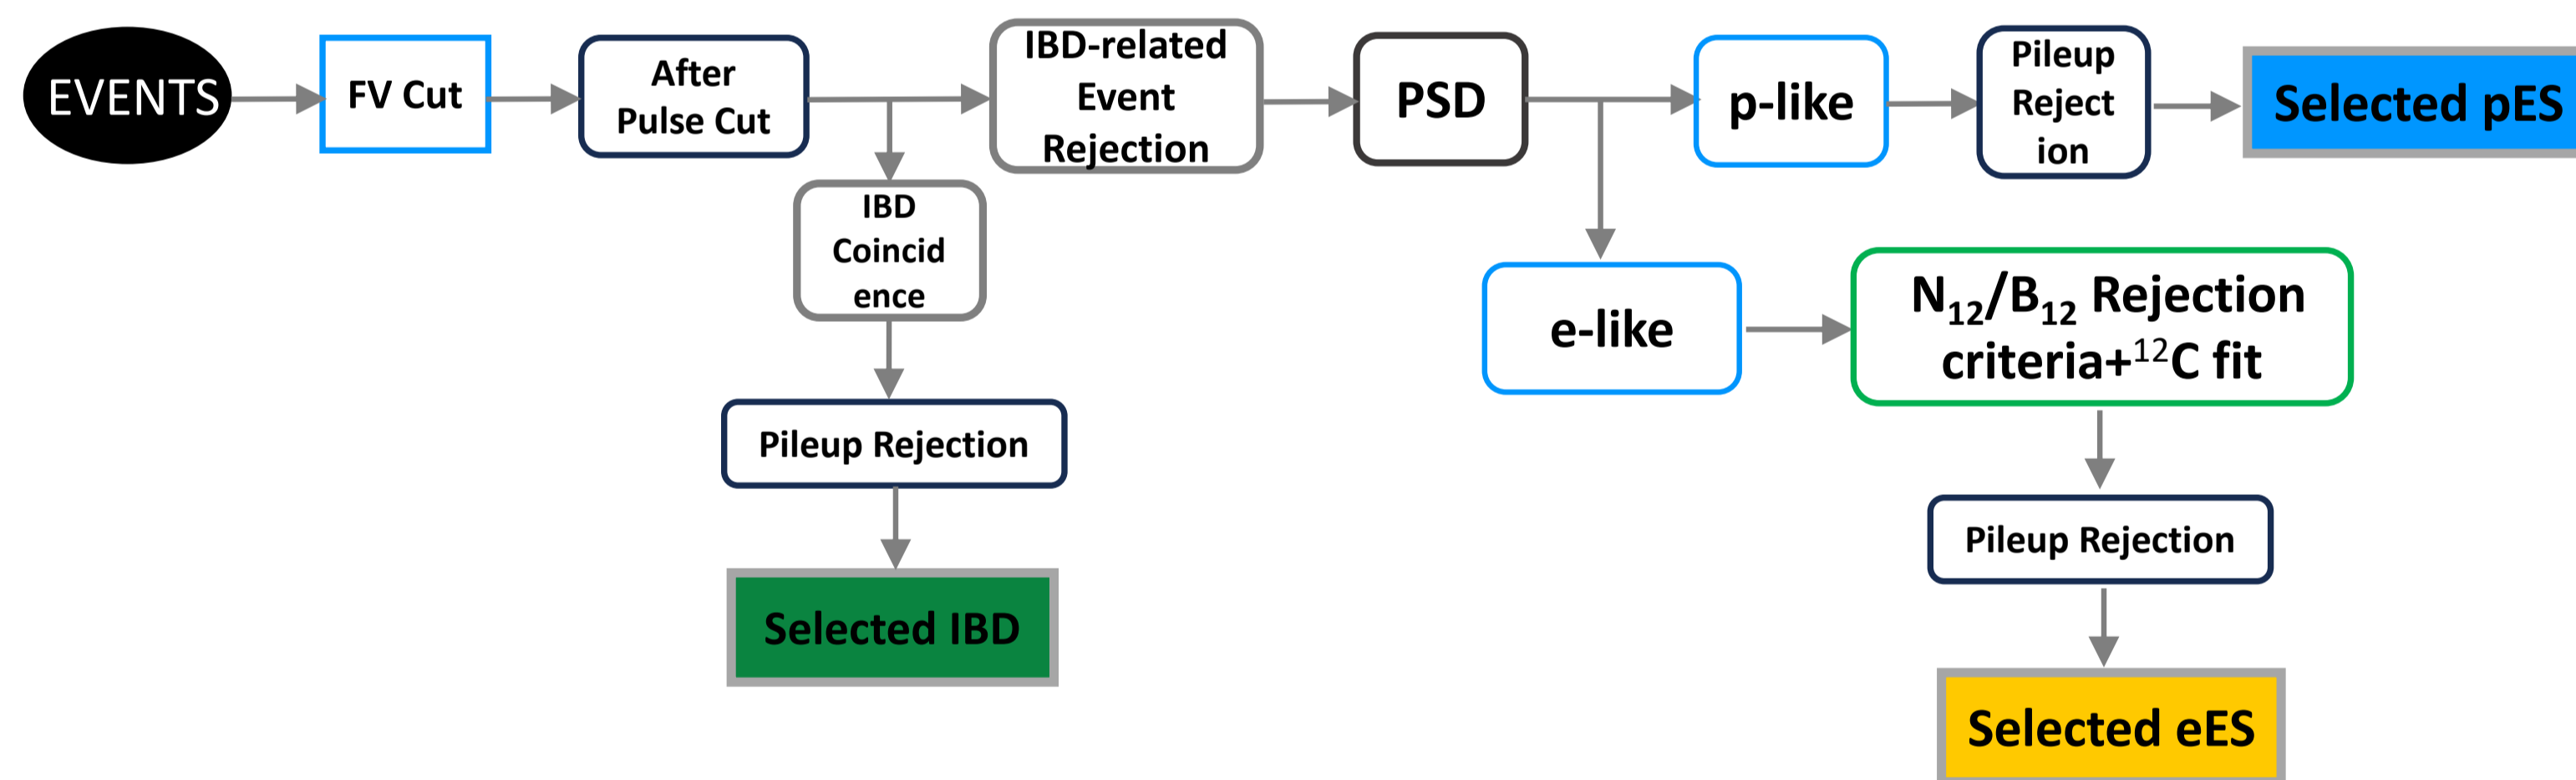 EVENTS
FV Cut
After
Pulse Cut
IBD-related
Event
Rejection
PSD
p-like
Pileup
Reject
ion
Selected pES
IBD
Coincid
ence
e-like
N₁₂/B₁₂ Rejection
criteria+¹²C fit
Pileup Rejection
Pileup Rejection
Selected IBD
Selected eES